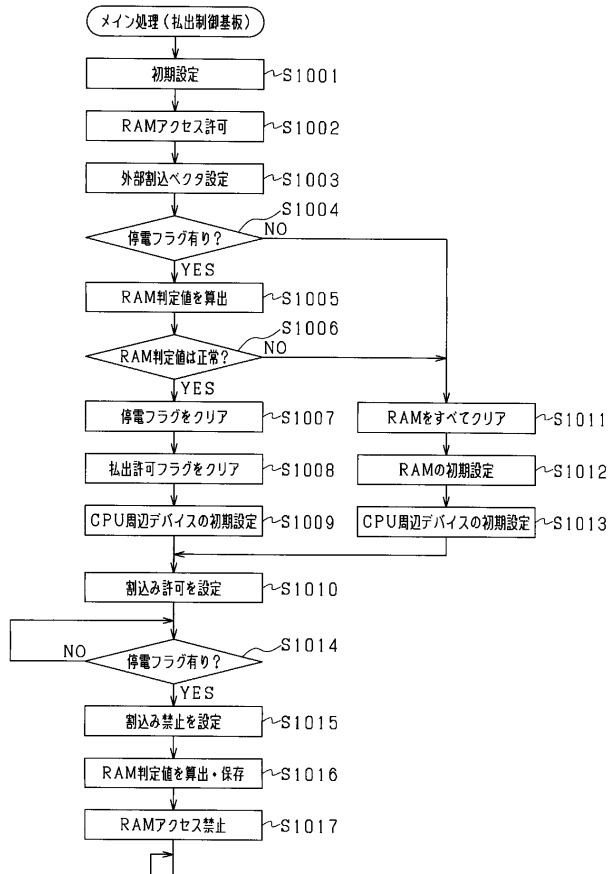 メイン処理(払出制御基板)
初期設定
S1001
RAMアクセス許可
S1002
外部割込ベクタ設定
S1003
S1004
停電フラグ有り?
NO
YES
RAM判定値を算出
S1005
S1006
RAM判定値は正常?
NO
YES
停電フラグをクリア
S1007
RAMをすべてクリア
S1011
払出許可フラグをクリア
S1008
RAMの初期設定
S1012
CPU周辺デバイスの初期設定
S1009
CPU周辺デバイスの初期設定
S1013
割込み許可を設定
S1010
S1014
停電フラグ有り?
NO
YES
割込み禁止を設定
S1015
RAM判定値を算出・保存
S1016
RAMアクセス禁止
S1017